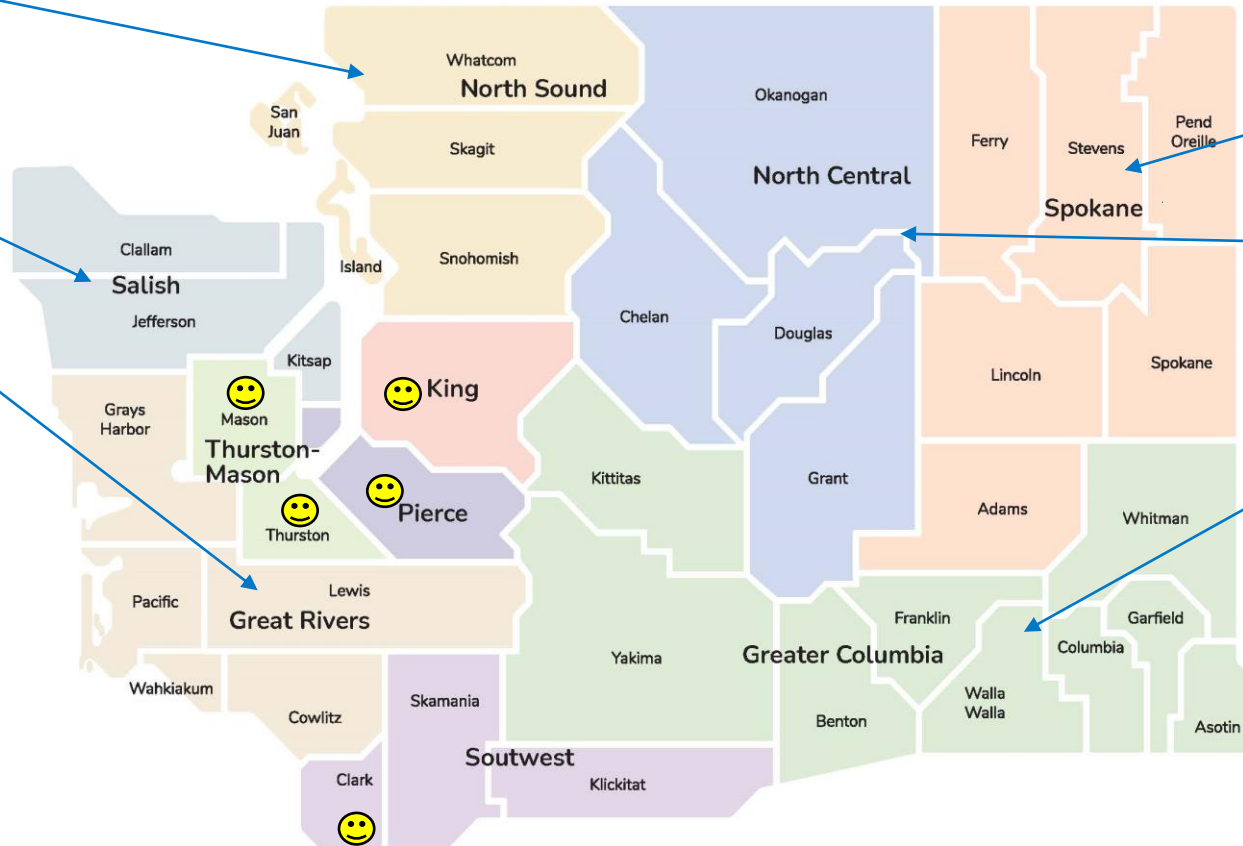 Whatcom
North Sound
San
Juan
Skagit
Island
Snohomish
Okanogan
North Central
Chelan
Douglas
Grant
Ferry
Stevens
Pend
Oreille
Spokane
Lincoln
Spokane
Adams
Clallam
Salish
Jefferson
Kitsap
Grays
Harbor
Mason
Thurston-
Mason
Thurston
King
Pierce
Kittitas
Whitman
Pacific
Lewis
Great Rivers
Wahkiakum
Cowlitz
Yakima
Greater Columbia
Franklin
Benton
Walla
Walla
Columbia
Garfield
Asotin
Skamania
Soutwest
Clark
Klickitat